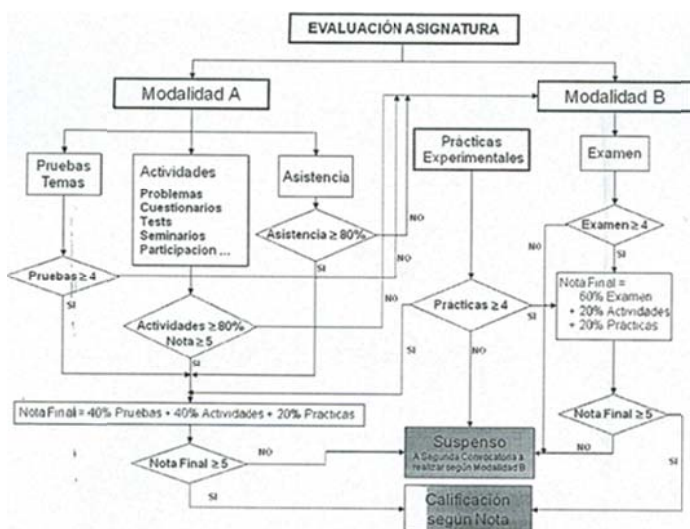 EVALUACIÓN ASIGNATURA
Modalidad A
Modalidad B
Pruebas
Temas
Actividades
Problemas
Cuestionarios
Tests
Seminarios
Participacion ...
Asistencia
Prácticas
Experimentales
Examen
Asistencia ≥ 80%
NO
SI
Examen ≥ 4
NO
SI
Pruebas ≥ 4
NO
SI
Actividades ≥ 80%
Nota ≥ 5
NO
SI
Practicas ≥ 4
SI
SI
NO
Nota Final =
60% Examen
+ 20% Actividades
+ 20% Prácticas
Nota Final = 40% Pruebas + 40% Actividades + 20% Practicas
Nota Final ≥ 5
NO
SI
Nota Final ≥ 5
NO
SI
Suspenso
A Segunda Convocatoria a
realizar según Modalidad B
Calificación
según Nota